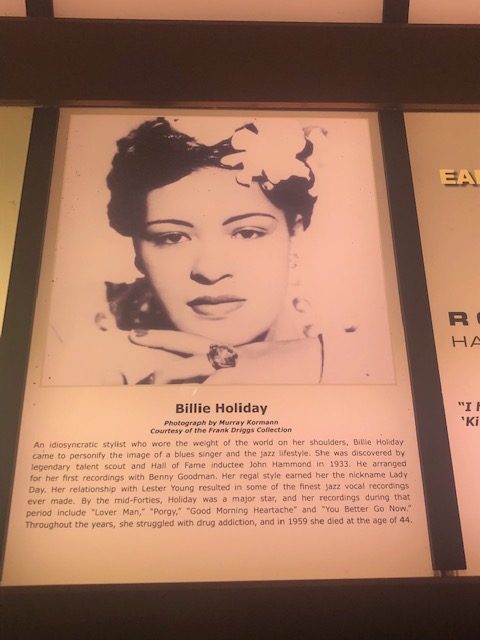 Billie Holiday
Photograph by Murray Kormann
Courtesy of the Frank Driggs Collection
An idiosyncratic stylist who wore the weight of the world on her shoulders, Billie Holiday
came to personify the image of a blues singer and the jazz lifestyle. She was discovered by
legendary talent scout and Hall of Fame inductee John Hammond in 1933. He arranged
for her first recordings with Benny Goodman. Her regal style earned her the nickname Lady
Day. Her relationship with Lester Young resulted in some of the finest jazz vocal recordings
ever made. By the mid-Forties, Holiday was a major star, and her recordings during that
period include “Lover Man,” “Porgy,” “Good Morning Heartache” and “You Better Go Now.”
Throughout the years, she struggled with drug addiction, and in 1959 she died at the age of 44.